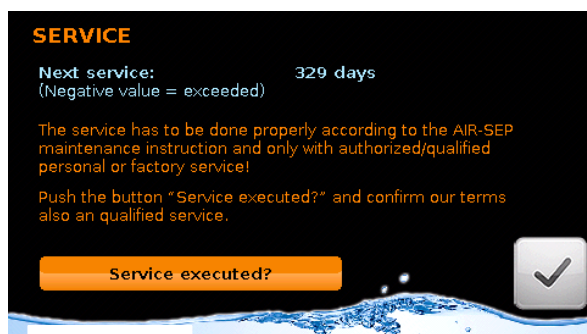 SERVICE
Next service: 329 days
(Negative value = exceeded)
The service has to be done properly according to the AIR-SEP
maintenance instruction and only with authorized/qualified
personal or factory service!
Push the button “Service executed?” and confirm our terms
also an qualified service.
Service executed?